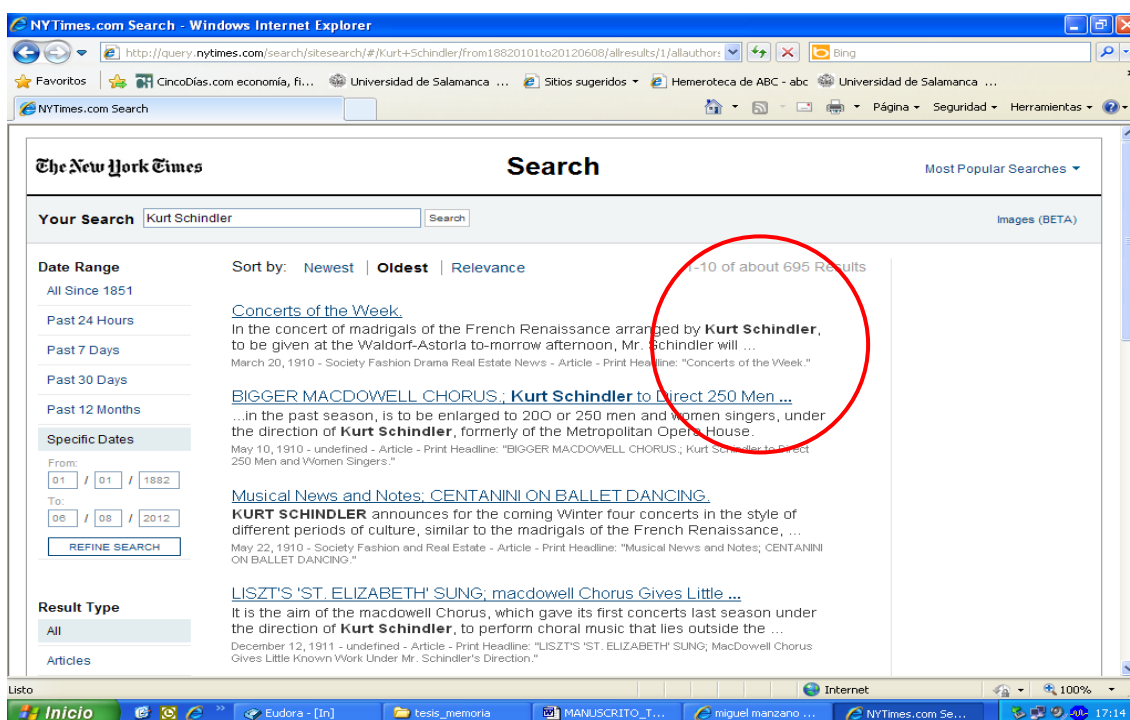 NYTimes.com Search - Windows Internet Explorer
http://query.nytimes.com/search/sitesearch/#/Kurt+Schindler/from18820101to20120608/allresults/1/allauthors
Bing
Favoritos CincoDías.com economía, fi... Universidad de Salamanca ... Sitios sugeridos Hemeroteca de ABC - abc Universidad de Salamanca ...
NYTimes.com Search Página Seguridad Herramientas
The New York Times Search Most Popular Searches
Your Search Kurt Schindler Search Images (BETA)
Date Range
All Since 1851
Past 24 Hours
Past 7 Days
Past 30 Days
Past 12 Months
Specific Dates
From:
01 / 01 / 1882
To:
06 / 08 / 2012
REFINE SEARCH
Result Type
All
Articles
Sort by: Newest | Oldest | Relevance 1-10 of about 695 Results
Concerts of the Week.
In the concert of madrigals of the French Renaissance arranged by Kurt Schindler,
to be given at the Waldorf-Astoria to-morrow afternoon, Mr. Schindler will ...
March 20, 1910 - Society Fashion Drama Real Estate News - Article - Print Headline: "Concerts of the Week."
BIGGER MACDOWELL CHORUS.; Kurt Schindler to Direct 250 Men ...
...in the past season, is to be enlarged to 20O or 250 men and women singers, under
the direction of Kurt Schindler, formerly of the Metropolitan Opera House.
May 10, 1910 - undefined - Article - Print Headline: "BIGGER MACDOWELL CHORUS.; Kurt Schindler to Direct
250 Men and Women Singers."
Musical News and Notes; CENTANINI ON BALLET DANCING.
KURT SCHINDLER announces for the coming Winter four concerts in the style of
different periods of culture, similar to the madrigals of the French Renaissance, ...
May 22, 1910 - Society Fashion and Real Estate - Article - Print Headline: "Musical News and Notes; CENTANINI
ON BALLET DANCING."
LISZT'S 'ST. ELIZABETH' SUNG; macdowell Chorus Gives Little ...
It is the aim of the macdowell Chorus, which gave its first concerts last season under
the direction of Kurt Schindler, to perform choral music that lies outside the ...
December 12, 1911 - undefined - Article - Print Headline: "LISZT'S 'ST. ELIZABETH' SUNG; MacDowell Chorus
Gives Little Known Work Under Mr. Schindler's Direction."
Listo Internet 100%
Inicio Eudora - [In] tesis_memoria MANUSCRITO_T... miguel manzano ... NYTimes.com Se... 17:14